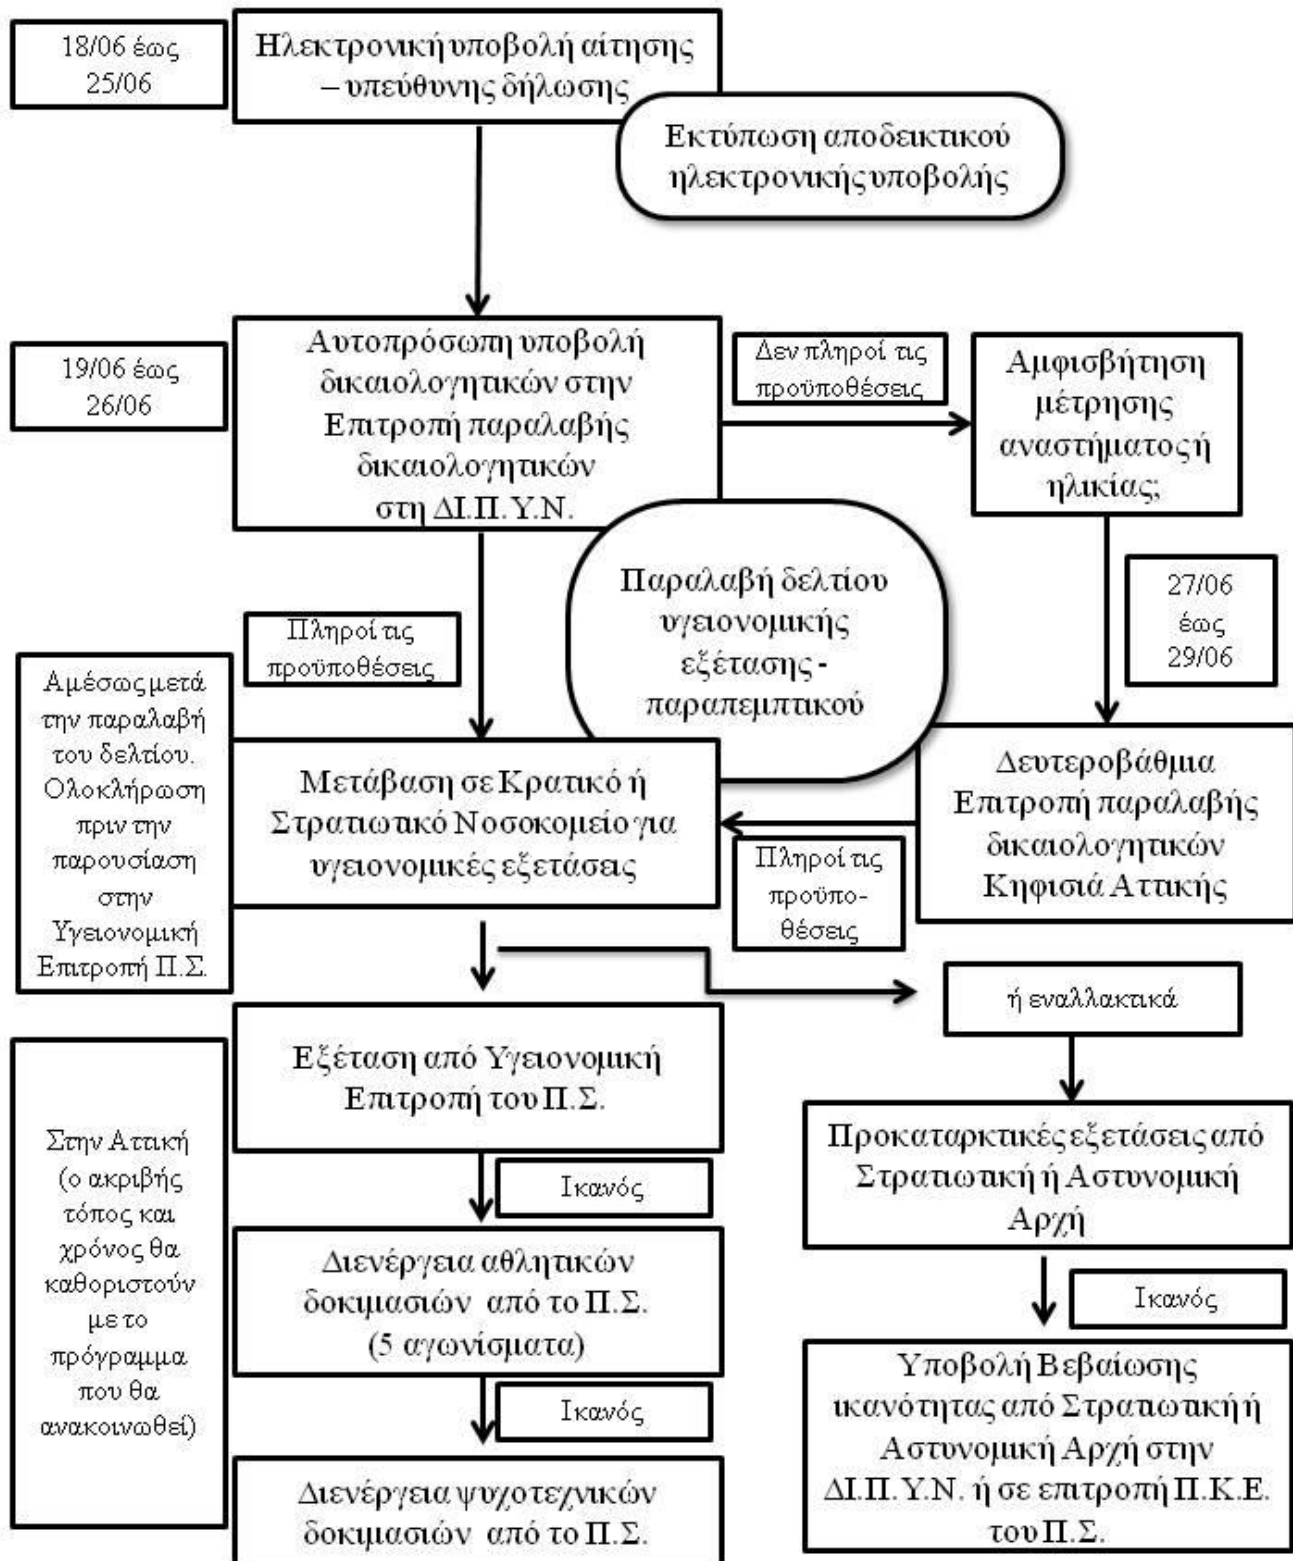 18/06 έως
25/06
Ηλεκτρονική υποβολή αίτησης
– υπεύθυνης δήλωσης
Εκτύπωση αποδεικτικού
ηλεκτρονικής υποβολής
19/06 έως
26/06
Αυτοπρόσωπη υποβολή
δικαιολογητικών στην
Επιτροπή παραλαβής
δικαιολογητικών
στη ΔΙ.Π.Υ.Ν.
Δεν πληροί τις
προϋποθέσεις
Αμφισβήτηση
μέτρησης
αναστήματος ή
ηλικίας;
Παραλαβή δελτίου
υγειονομικής
εξέτασης -
παραπεμπτικού
27/06
έως
29/06
Πληροί τις
προϋποθέσεις
Αμέσως μετά
την παραλαβή
του δελτίου.
Ολοκλήρωση
πριν την
παρουσίαση
στην
Υγειονομική
Επιτροπή Π.Σ.
Μετάβαση σε Κρατικό ή
Στρατιωτικό Νοσοκομείο για
υγειονομικές εξετάσεις
Πληροί τις
προϋπο-
θέσεις
Δευτεροβάθμια
Επιτροπή παραλαβής
δικαιολογητικών
Κηφισιά Αττικής
ή εναλλακτικά
Εξέταση από Υγειονομική
Επιτροπή του Π.Σ.
Στην Αττική
(ο ακριβής
τόπος και
χρόνος θα
καθοριστούν
με το
πρόγραμμα
που θα
ανακοινωθεί)
Ικανός
Διενέργεια αθλητικών
δοκιμασιών από το Π.Σ.
(5 αγωνίσματα)
Ικανός
Διενέργεια ψυχοτεχνικών
δοκιμασιών από το Π.Σ.
Προκαταρκτικές εξετάσεις από
Στρατιωτική ή Αστυνομική
Αρχή
Ικανός
Υποβολή Βεβαίωσης
ικανότητας από Στρατιωτική ή
Αστυνομική Αρχή στην
ΔΙ.Π.Υ.Ν. ή σε επιτροπή Π.Κ.Ε.
του Π.Σ.